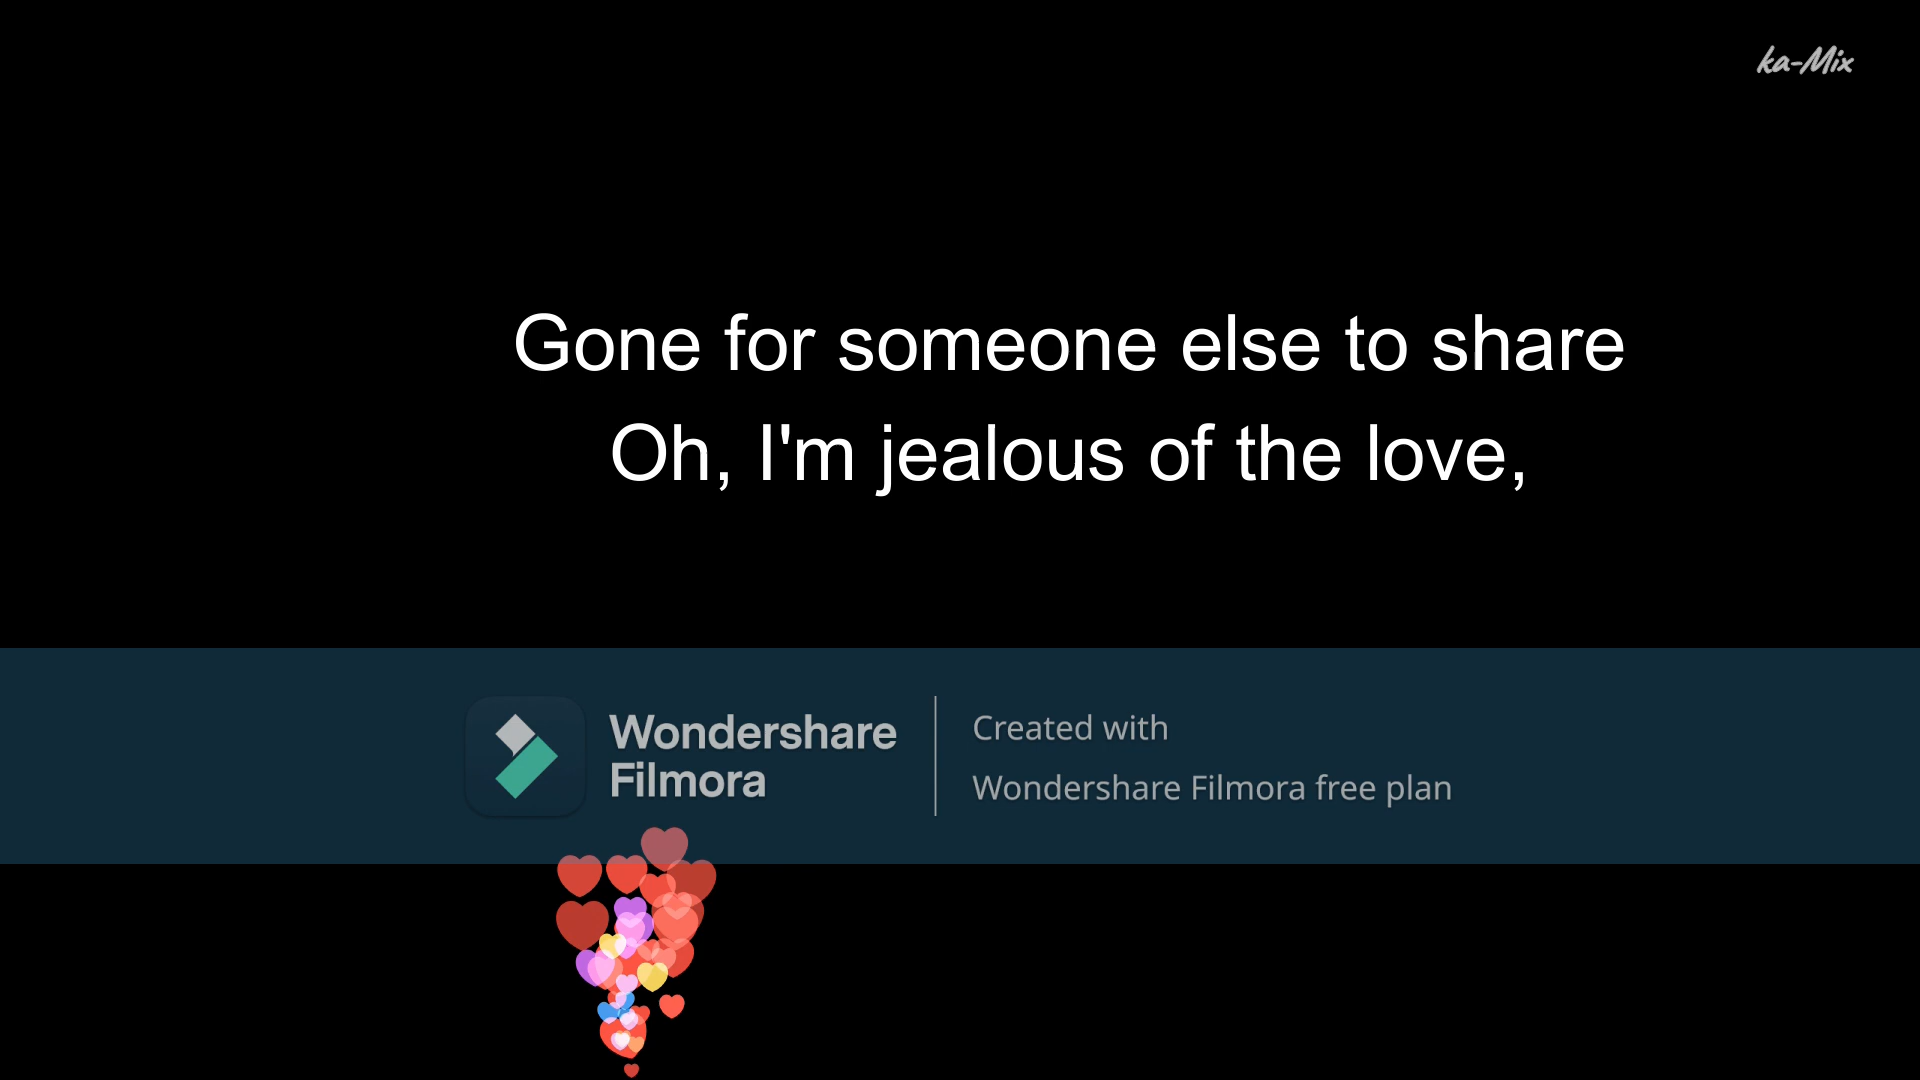 ka-Mix
Gone for someone else to share
Oh, I'm jealous of the love,
Wondershare
Filmora
Created with
Wondershare Filmora free plan